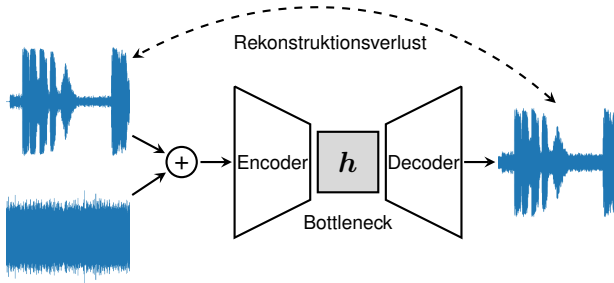 Rekonstruktionsverlust
+
Encoder
h
Decoder
Bottleneck